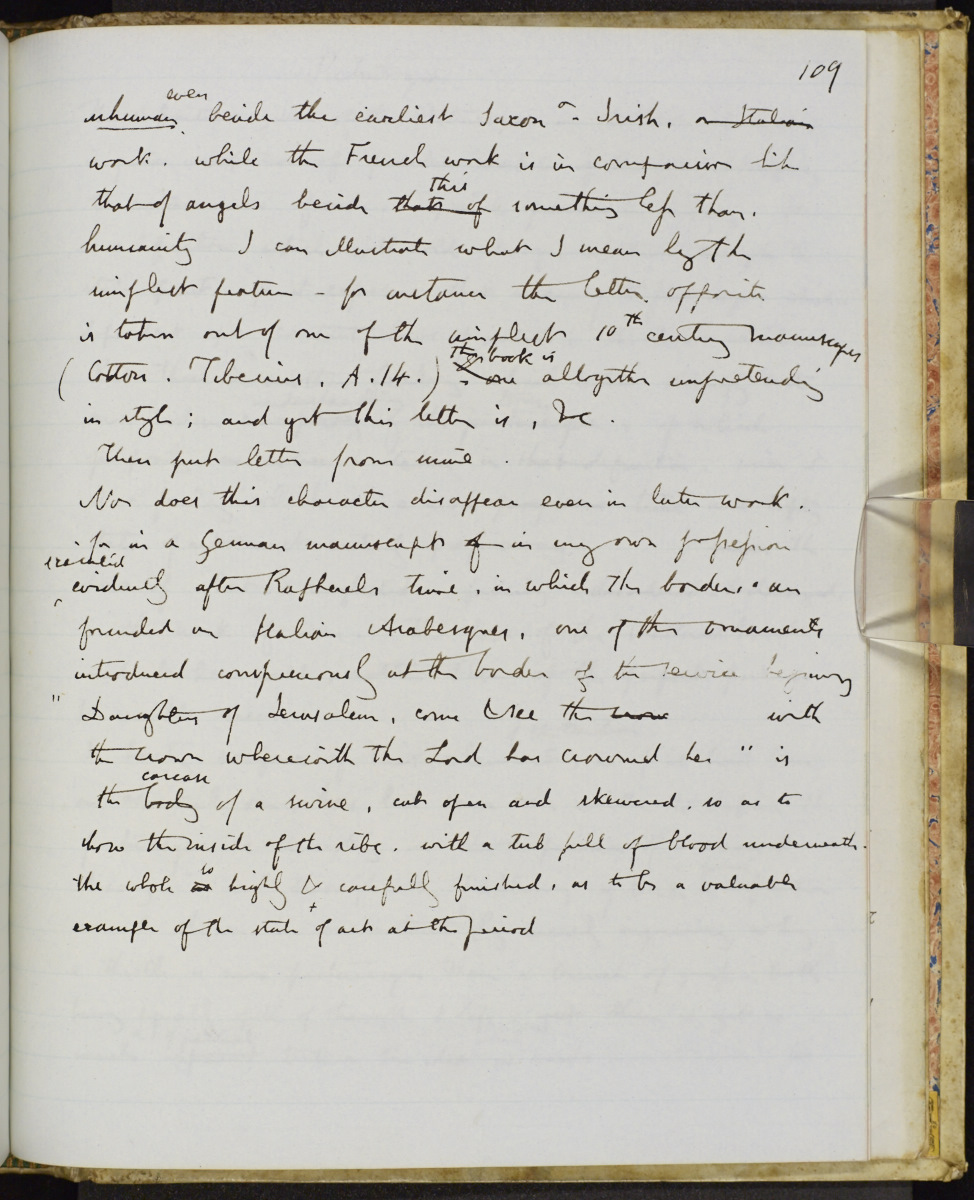 109
even
inhuman beside the earliest Saxon or Irish, or Italian
work. while the French work is in comparison like
this
that of angels beside that of something less than.
humanity I can illustrate what I mean by the
simplest feature - for instance the letter opposite
is taken out of one of the simplest 10th century manuscripts
The book is
(Cotton. Tiberius, A.14.) : one altogether unpretending
in style; and yet this letter is, &c.
Then put letter from mine.
Nor does this character disappear even in later work.
for in a German manuscript of in my own possession
executed
evidently after Raphaels time, in which the borders are
founded on Italian Arabesques, one of the ornaments
introduced conspicuously at the border of the service beginning
"Daughters of Jerusalem, come & see the crown with
the crown wherewith the Lord has crowned her" is
carcase
the body of a swine, cut open and skewered, so as to
show the inside of the ribs. with a tub full of blood underneath.
so
the whole as highly & carefully finished, as to be a valuable
example of the state of art at the period